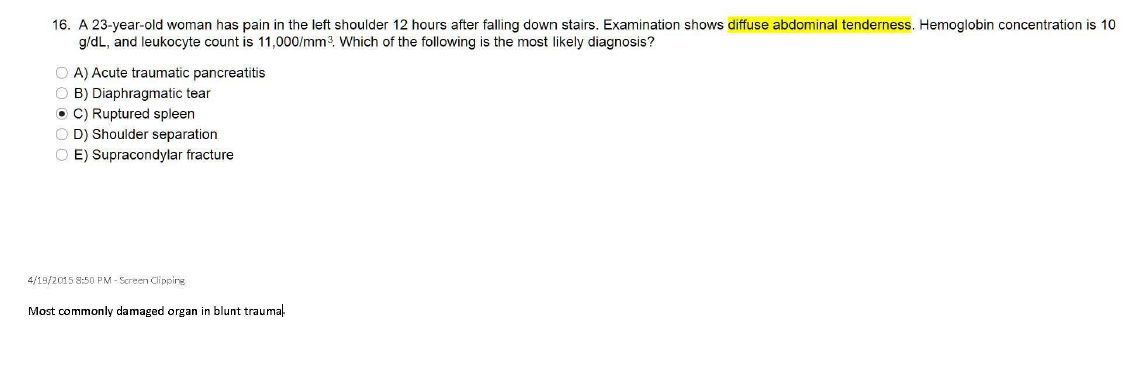 16. A 23-year-old woman has pain in the left shoulder 12 hours after falling down stairs. Examination shows diffuse abdominal tenderness. Hemoglobin concentration is 10
g/dL, and leukocyte count is 11,000/mm3. Which of the following is the most likely diagnosis?
A) Acute traumatic pancreatitis
B) Diaphragmatic tear
C) Ruptured spleen
D) Shoulder separation
E) Supracondylar fracture
4/19/2015 8:50 PM - Screen Clipping
Most commonly damaged organ in blunt trauma